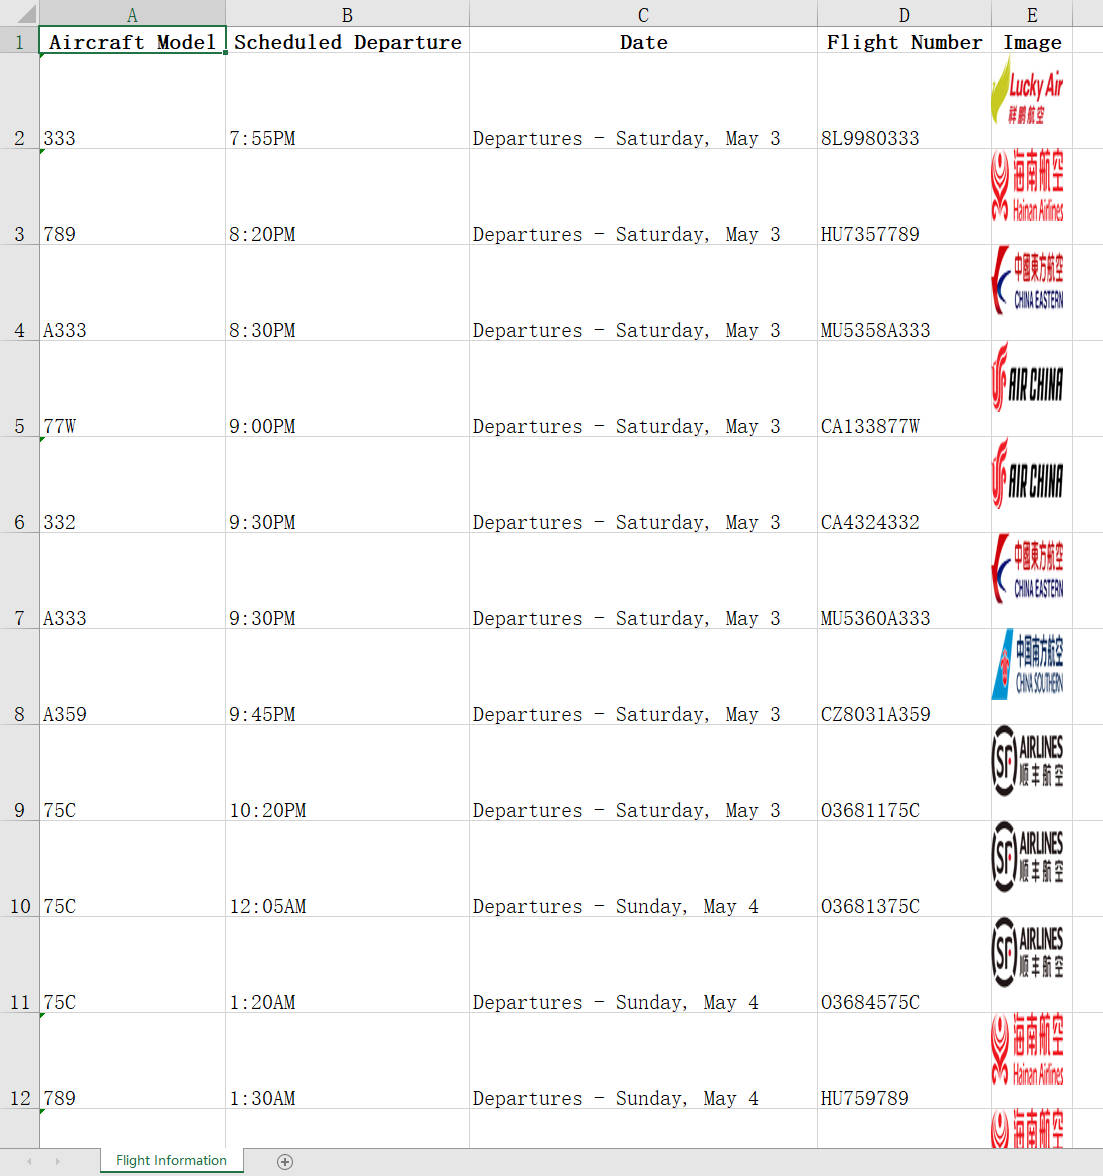 A B C D E
1 Aircraft Model Scheduled Departure Date Flight Number Image
Lucky Air
祥鹏航空
2 333 7:55PM Departures - Saturday, May 3 8L9980333
海南航空
Hainan Airlines
3 789 8:20PM Departures - Saturday, May 3 HU7357789
中國東方航空
CHINA EASTERN
4 A333 8:30PM Departures - Saturday, May 3 MU5358A333
AIR CHINA
5 77W 9:00PM Departures - Saturday, May 3 CA133877W
AIR CHINA
6 332 9:30PM Departures - Saturday, May 3 CA4324332
中國東方航空
CHINA EASTERN
7 A333 9:30PM Departures - Saturday, May 3 MU5360A333
中国南方航空
CHINA SOUTHERN
8 A359 9:45PM Departures - Saturday, May 3 CZ8031A359
SF AIRLINES
顺丰航空
9 75C 10:20PM Departures - Saturday, May 3 O3681175C
SF AIRLINES
顺丰航空
10 75C 12:05AM Departures - Sunday, May 4 O3681375C
SF AIRLINES
顺丰航空
11 75C 1:20AM Departures - Sunday, May 4 O3684575C
海南航空
Hainan Airlines
12 789 1:30AM Departures - Sunday, May 4 HU759789
海南航空
Flight Information